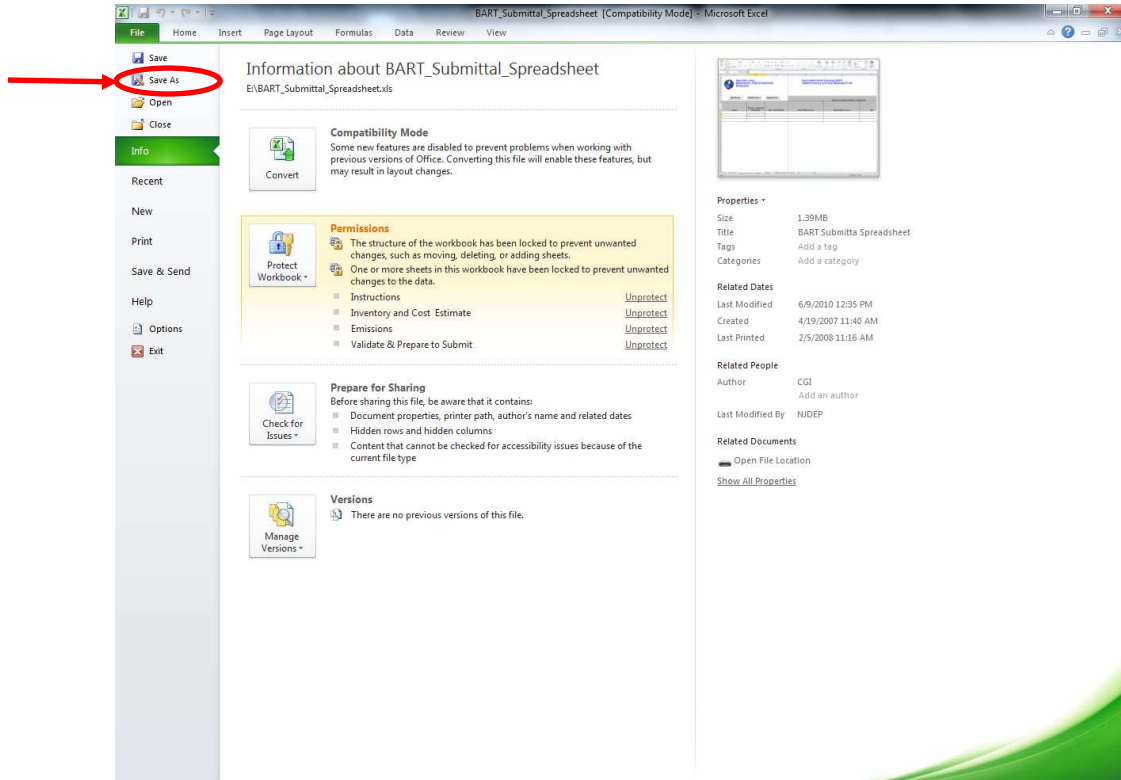 BART_Submittal_Spreadsheet [Compatibility Mode] - Microsoft Excel
File Home Insert Page Layout Formulas Data Review View
Save
Save As
Open
Close
Info
Recent
New
Print
Save & Send
Help
Options
Exit
Information about BART_Submittal_Spreadsheet
E:\BART_Submittal_Spreadsheet.xls
Convert
Compatibility Mode
Some new features are disabled to prevent problems when working with
previous versions of Office. Converting this file will enable these features, but
may result in layout changes.
Protect
Workbook
Permissions
The structure of the workbook has been locked to prevent unwanted
changes, such as moving, deleting, or adding sheets.
One or more sheets in this workbook have been locked to prevent unwanted
changes to the data.
Instructions Unprotect
Inventory and Cost Estimate Unprotect
Emissions Unprotect
Validate & Prepare to Submit Unprotect
Check for
Issues
Prepare for Sharing
Before sharing this file, be aware that it contains:
Document properties, printer path, author's name and related dates
Hidden rows and hidden columns
Content that cannot be checked for accessibility issues because of the
current file type
Manage
Versions
Versions
There are no previous versions of this file.
Properties
Size 1.39MB
Title BART Submitta Spreadsheet
Tags Add a tag
Categories Add a category
Related Dates
Last Modified 6/9/2010 12:35 PM
Created 4/19/2007 11:40 AM
Last Printed 2/5/2008 11:16 AM
Related People
Author CGI
Add an author
Last Modified By NJDEP
Related Documents
Open File Location
Show All Properties